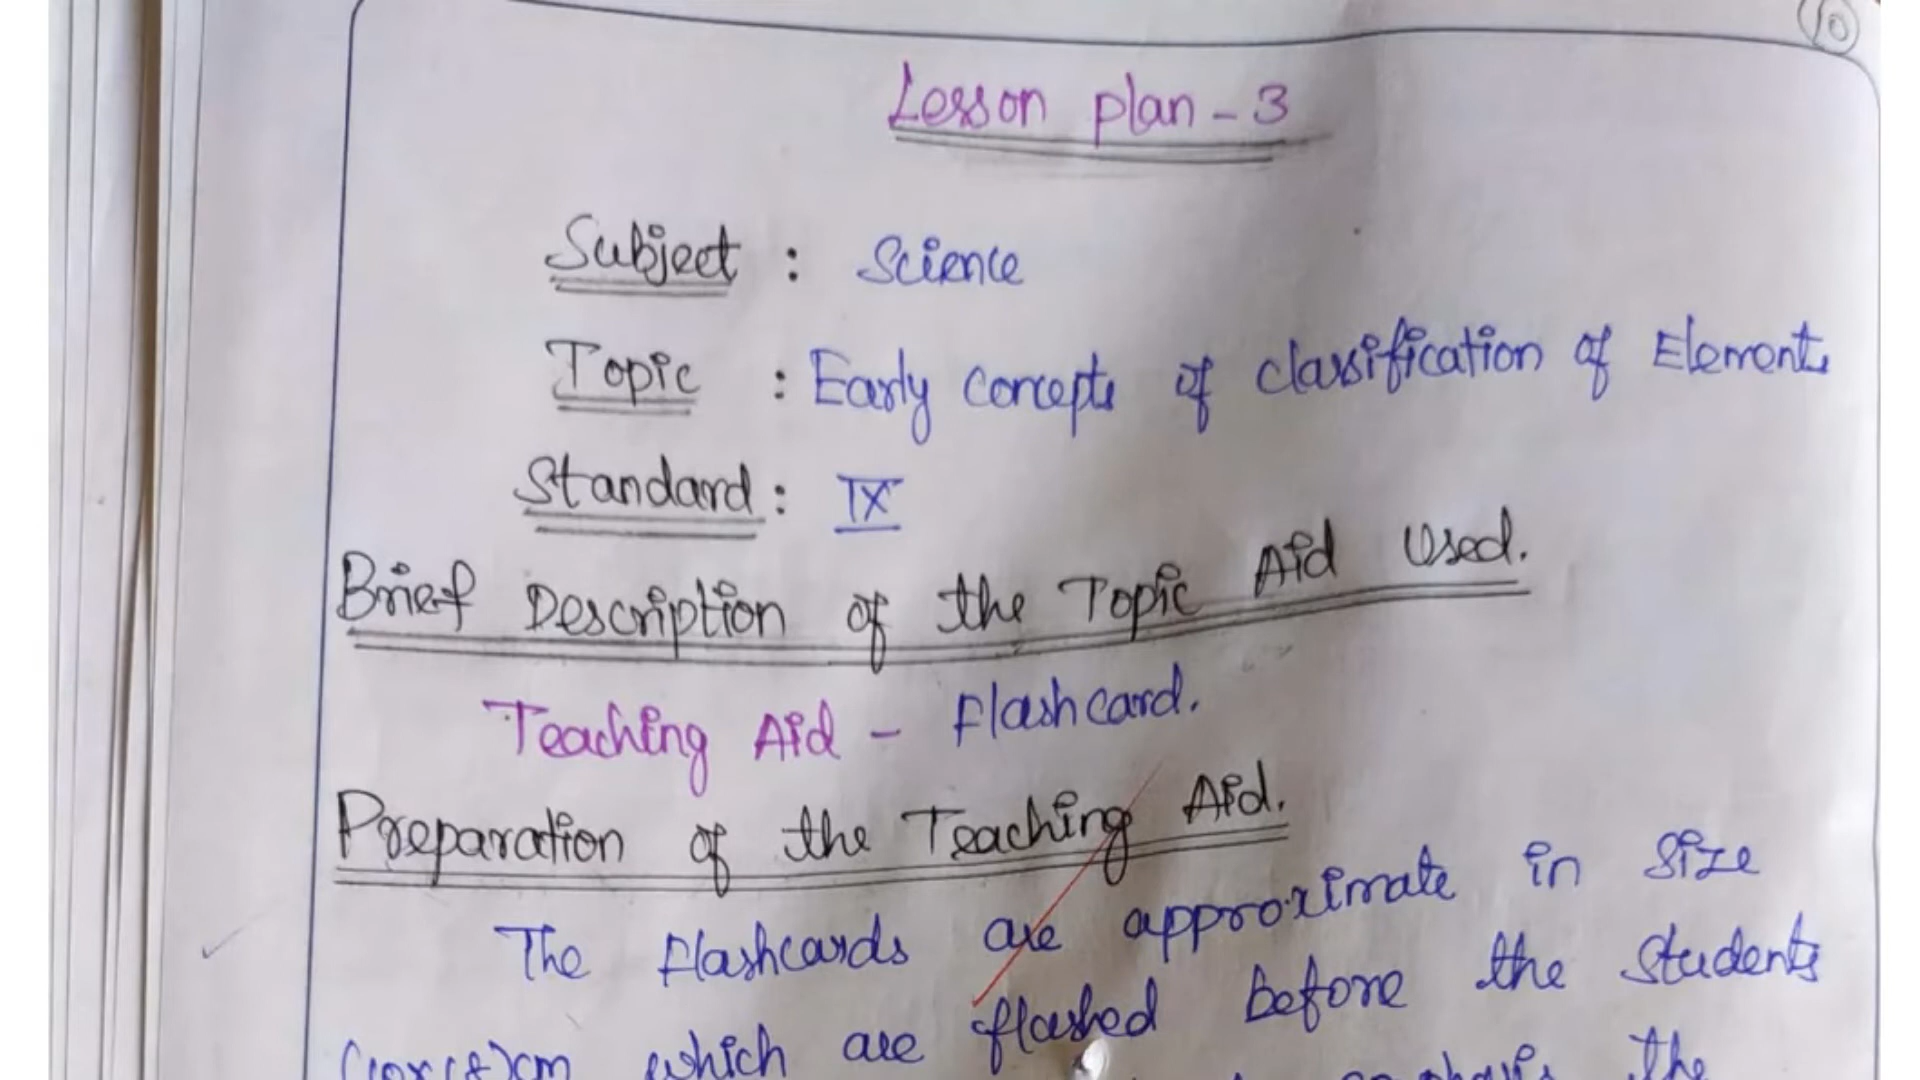 10
Lesson plan - 3
Subject : Science
Topic : Early concepts of classification of Elements
Standard : IX
Brief Description of the Topic Aid Used.
Teaching Aid - Flashcard.
Preparation of the Teaching Aid.
The Flashcards are approximate in size
cm which are flashed before the students
the